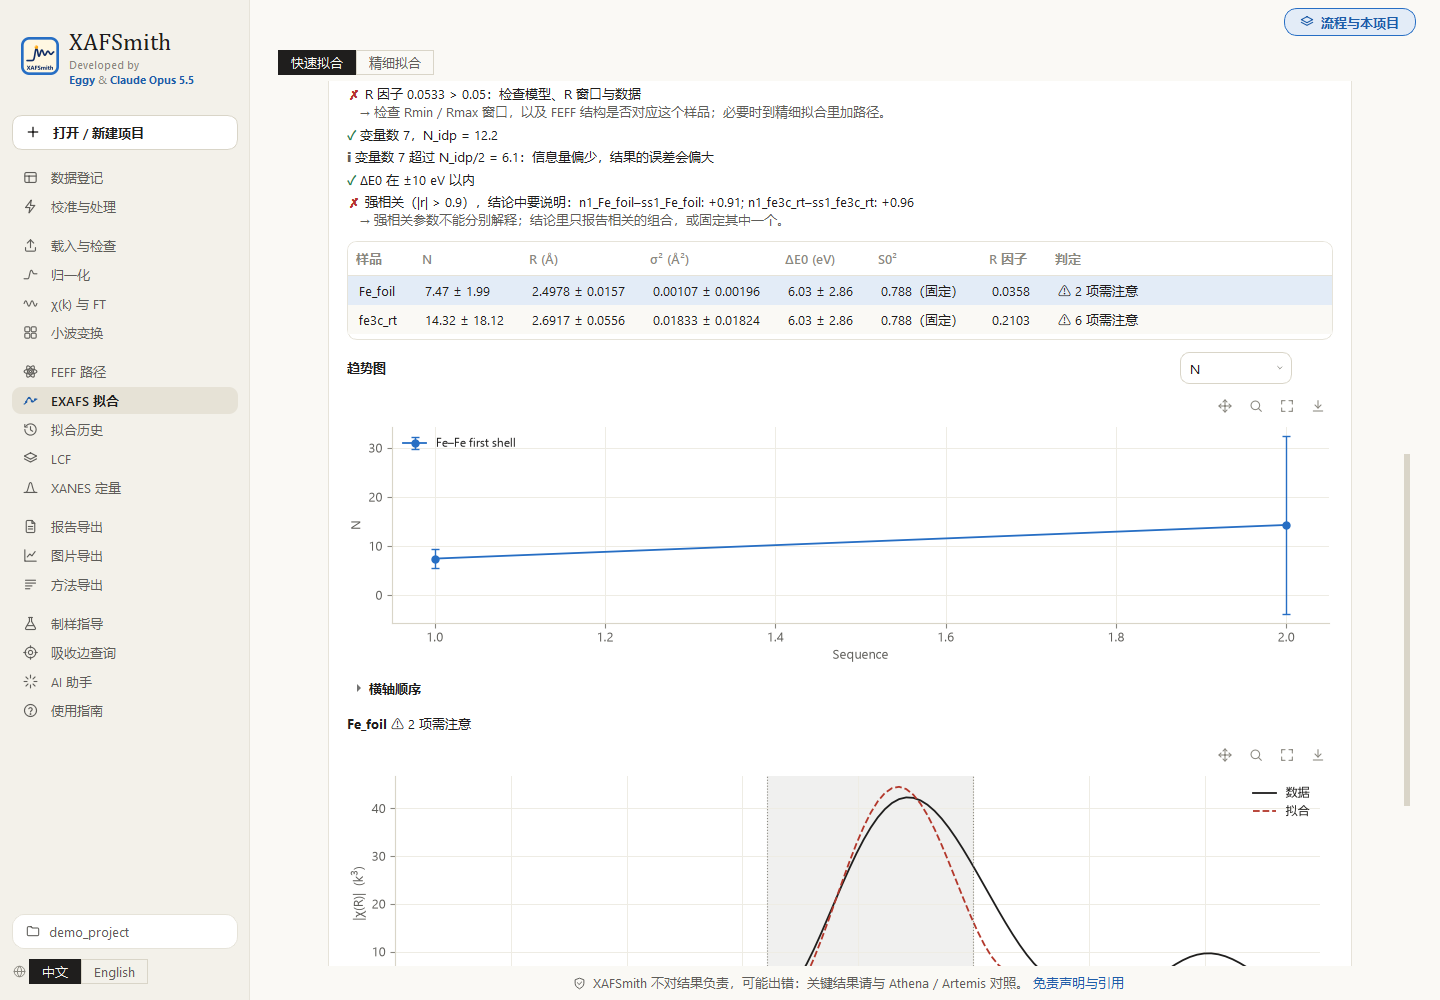 XAFSmith
Developed by
Eggy & Claude Opus 5.5
XAFSmith
打开 / 新建项目
数据登记
校准与处理
载入与检查
归一化
χ(k) 与 FT
小波变换
FEFF 路径
EXAFS 拟合
拟合历史
LCF
XANES 定量
报告导出
图片导出
方法导出
制样指导
吸收边查询
AI 助手
使用指南
demo_project
中文 English
流程与本项目
快速拟合 精细拟合
✗ R 因子 0.0533 > 0.05：检查模型、R 窗口与数据
→ 检查 Rmin / Rmax 窗口，以及 FEFF 结构是否对应这个样品；必要时到精细拟合里加路径。
✓ 变量数 7，N_idp = 12.2
ℹ 变量数 7 超过 N_idp/2 = 6.1：信息量偏少，结果的误差会偏大
✓ ΔE0 在 ±10 eV 以内
✗ 强相关（|r| > 0.9），结论中要说明：n1_Fe_foil–ss1_Fe_foil: +0.91; n1_fe3c_rt–ss1_fe3c_rt: +0.96
→ 强相关参数不能分别解释；结论里只报告相关的组合，或固定其中一个。
样品 N R (Å) σ² (Å²) ΔE0 (eV) S0² R 因子 判定
Fe_foil 7.47 ± 1.99 2.4978 ± 0.0157 0.00107 ± 0.00196 6.03 ± 2.86 0.788（固定） 0.0358 ⚠ 2 项需注意
fe3c_rt 14.32 ± 18.12 2.6917 ± 0.0556 0.01833 ± 0.01824 6.03 ± 2.86 0.788（固定） 0.2103 ⚠ 6 项需注意
趋势图
N
Fe–Fe first shell
30
20
10
0
N
1.0 1.2 1.4 1.6 1.8 2.0
Sequence
横轴顺序
Fe_foil ⚠ 2 项需注意
数据
拟合
40
30
20
10
|χ(R)| (k³)
XAFSmith 不对结果负责，可能出错：关键结果请与 Athena / Artemis 对照。 免责声明与引用